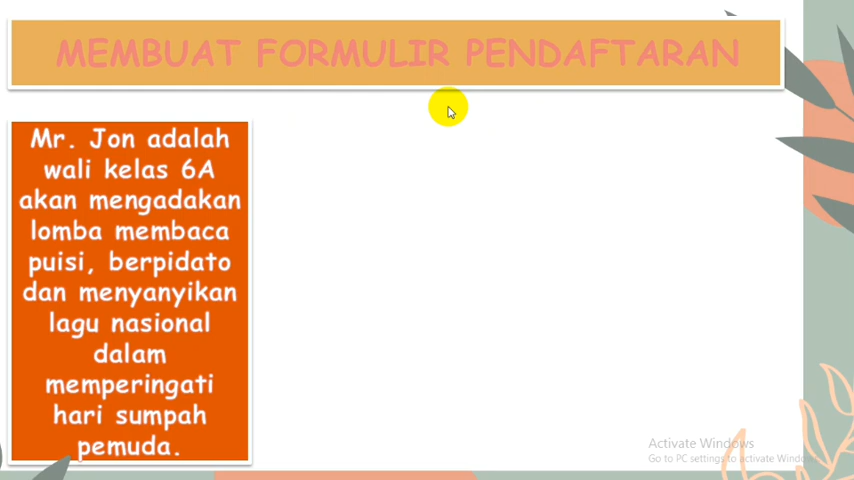 MEMBUAT FORMULIR PENDAFTARAN
Mr. Jon adalah
wali kelas 6A
akan mengadakan
lomba membaca
puisi, berpidato
dan menyanyikan
lagu nasional
dalam
memperingati
hari sumpah
pemuda.
Activate Windows
Go to PC settings to activate Windows